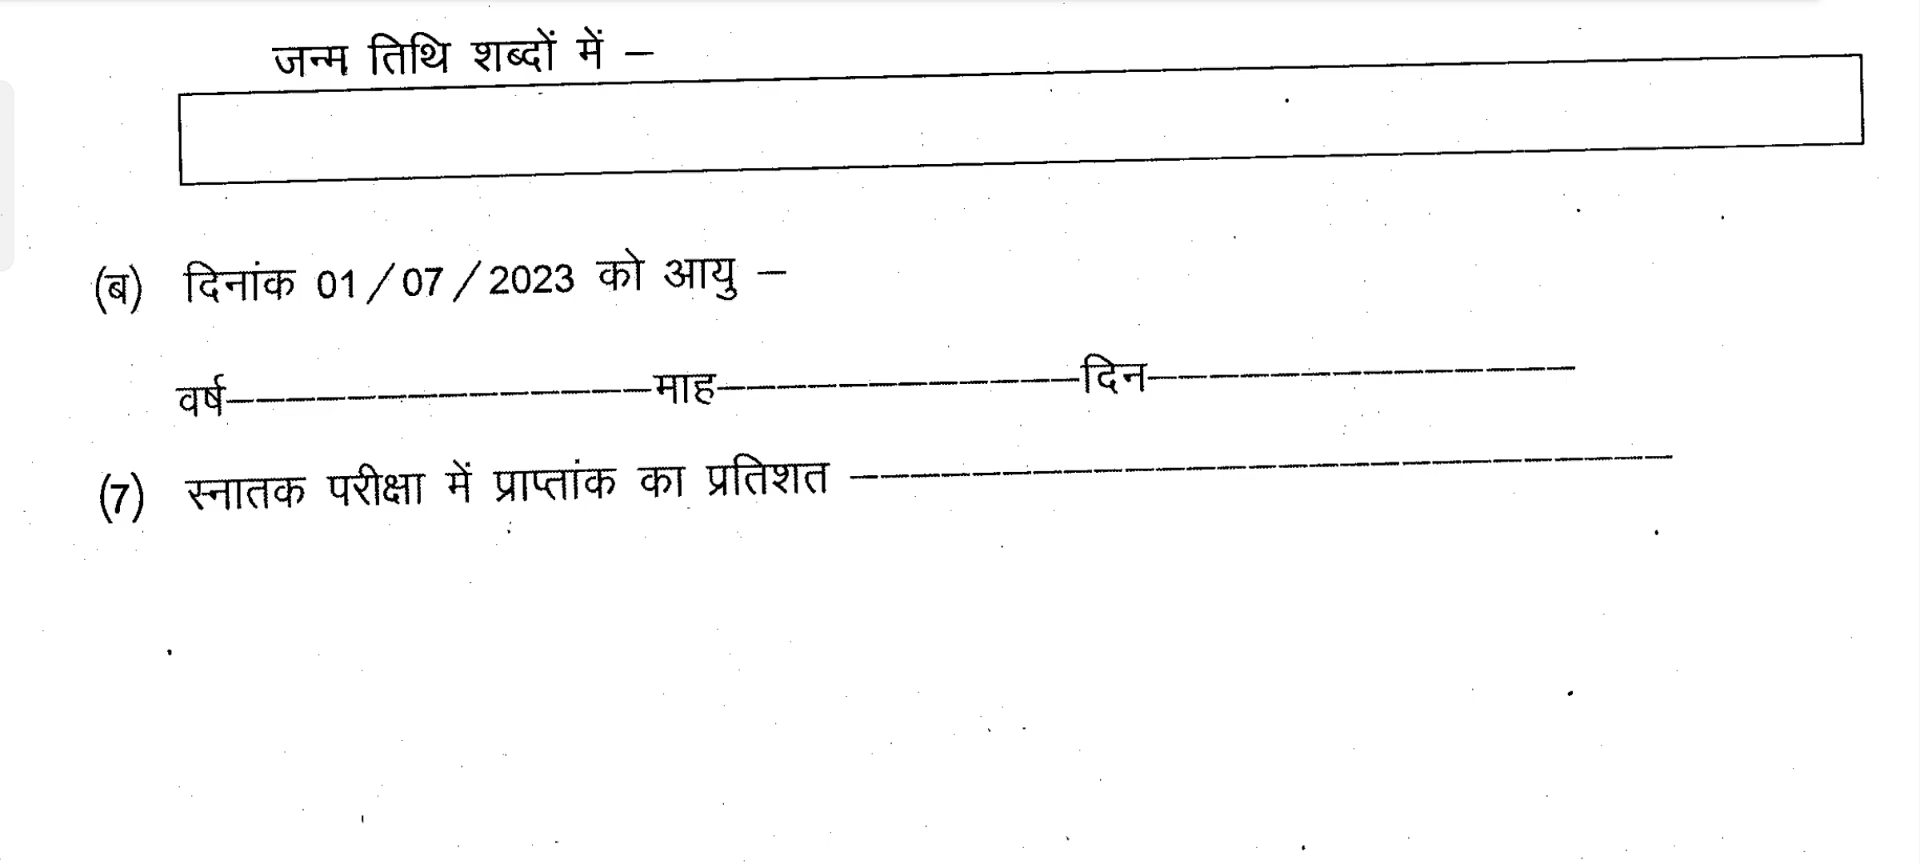 जन्म तिथि शब्दों में –
(ब) दिनांक 01/07/2023 को आयु –
वर्ष---------------माह------------दिन--------------
(7) स्नातक परीक्षा में प्राप्तांक का प्रतिशत ---------------------------